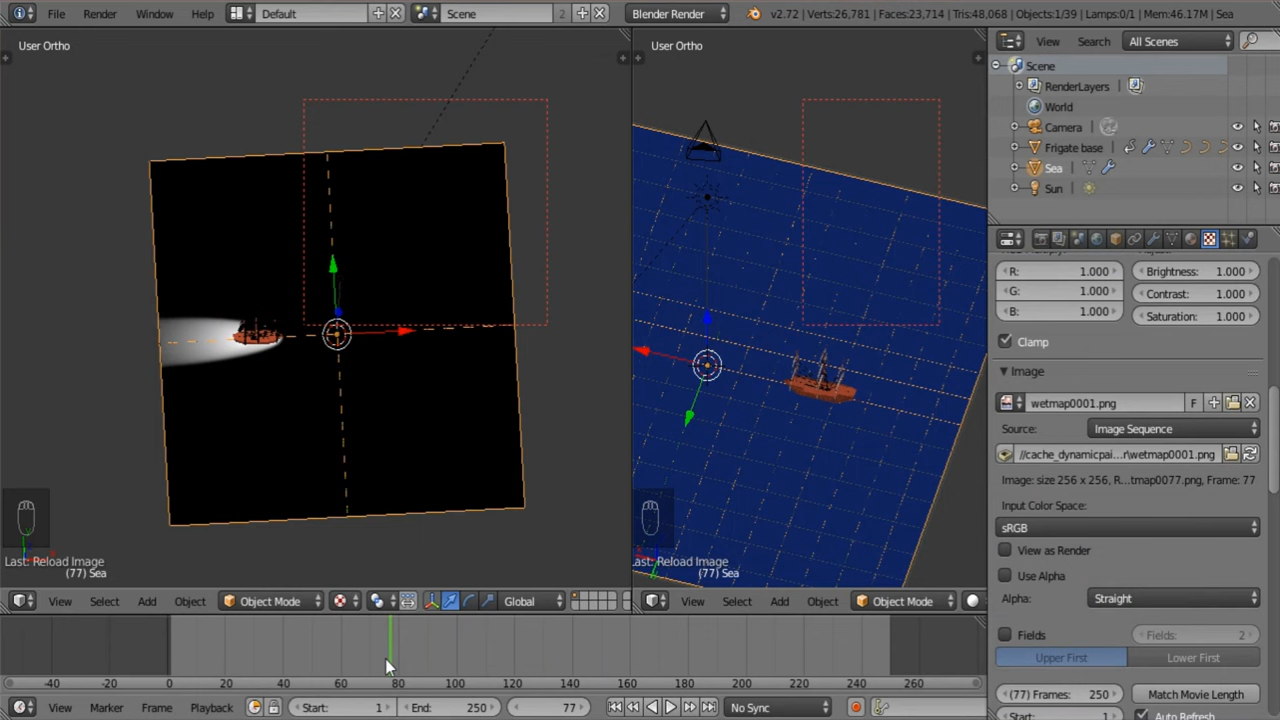 File Render Window Help Default Scene 2 Blender Render v2.72 | Verts:26,781 | Faces:23,714 | Tris:48,068 | Objects:1/39 | Lamps:0/1 | Mem:46.17M | Sea
User Ortho
User Ortho
Last: Reload Image
(77) Sea
(77) Sea
View Select Add Object Object Mode Global
View Select Add Object Object Mode
-40 -20 0 20 40 60 80 100 120 140 160 180 200 220 240 260
View Marker Frame Playback Start: 1 End: 250 77 No Sync
View Search All Scenes
Scene
RenderLayers
World
Camera
Frigate base
Sea
Sun
R: 1.000 Brightness: 1.000
G: 1.000 Contrast: 1.000
B: 1.000 Saturation: 1.000
Clamp
Image
wetmap0001.png F
Source: Image Sequence
//cache_dynamicpai...r\wetmap0001.png
Image: size 256 x 256, R...tmap0077.png, Frame: 77
Input Color Space:
sRGB
View as Render
Use Alpha
Alpha: Straight
Fields Fields: 2
Upper First Lower First
(77) Frames: 250 Match Movie Length
Start: 1 Auto Refresh